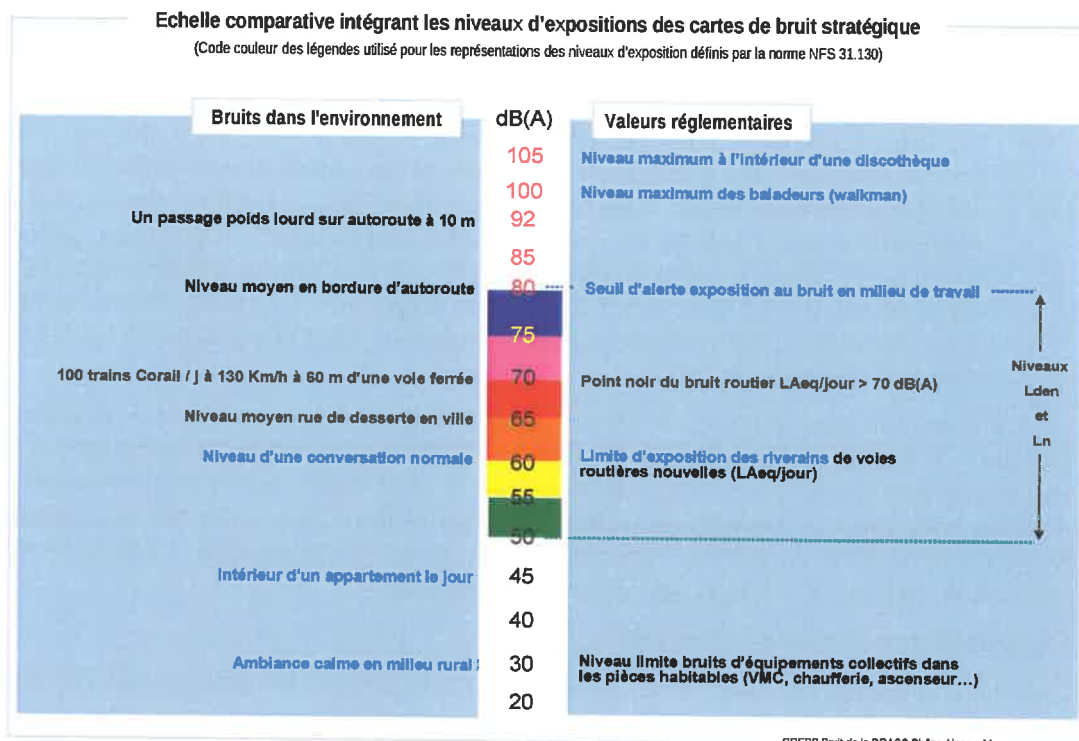 Echelle comparative intégrant les niveaux d'expositions des cartes de bruit stratégique
(Code couleur des légendes utilisé pour les représentations des niveaux d'exposition définis par la norme NFS 31.130)
Bruits dans l'environnement
dB(A)
Valeurs réglementaires
105
Niveau maximum à l'intérieur d'une discothèque
100
Niveau maximum des baladeurs (walkman)
Un passage poids lourd sur autoroute à 10 m
92
85
Niveau moyen en bordure d'autoroute
80
Seuil d'alerte exposition au bruit en milieu de travail
75
100 trains Corail / j à 130 Km/h à 60 m d'une voie ferrée
70
Point noir du bruit routier LAeq/jour > 70 dB(A)
Niveaux
Lden
et
Ln
Niveau moyen rue de desserte en ville
65
Niveau d'une conversation normale
60
Limite d'exposition des riverains de voies
routières nouvelles (LAeq/jour)
55
50
Intérieur d'un appartement le jour
45
40
Ambiance calme en milieu rural
30
Niveau limite bruits d'équipements collectifs dans
les pièces habitables (VMC, chaufferie, ascenseur...)
20